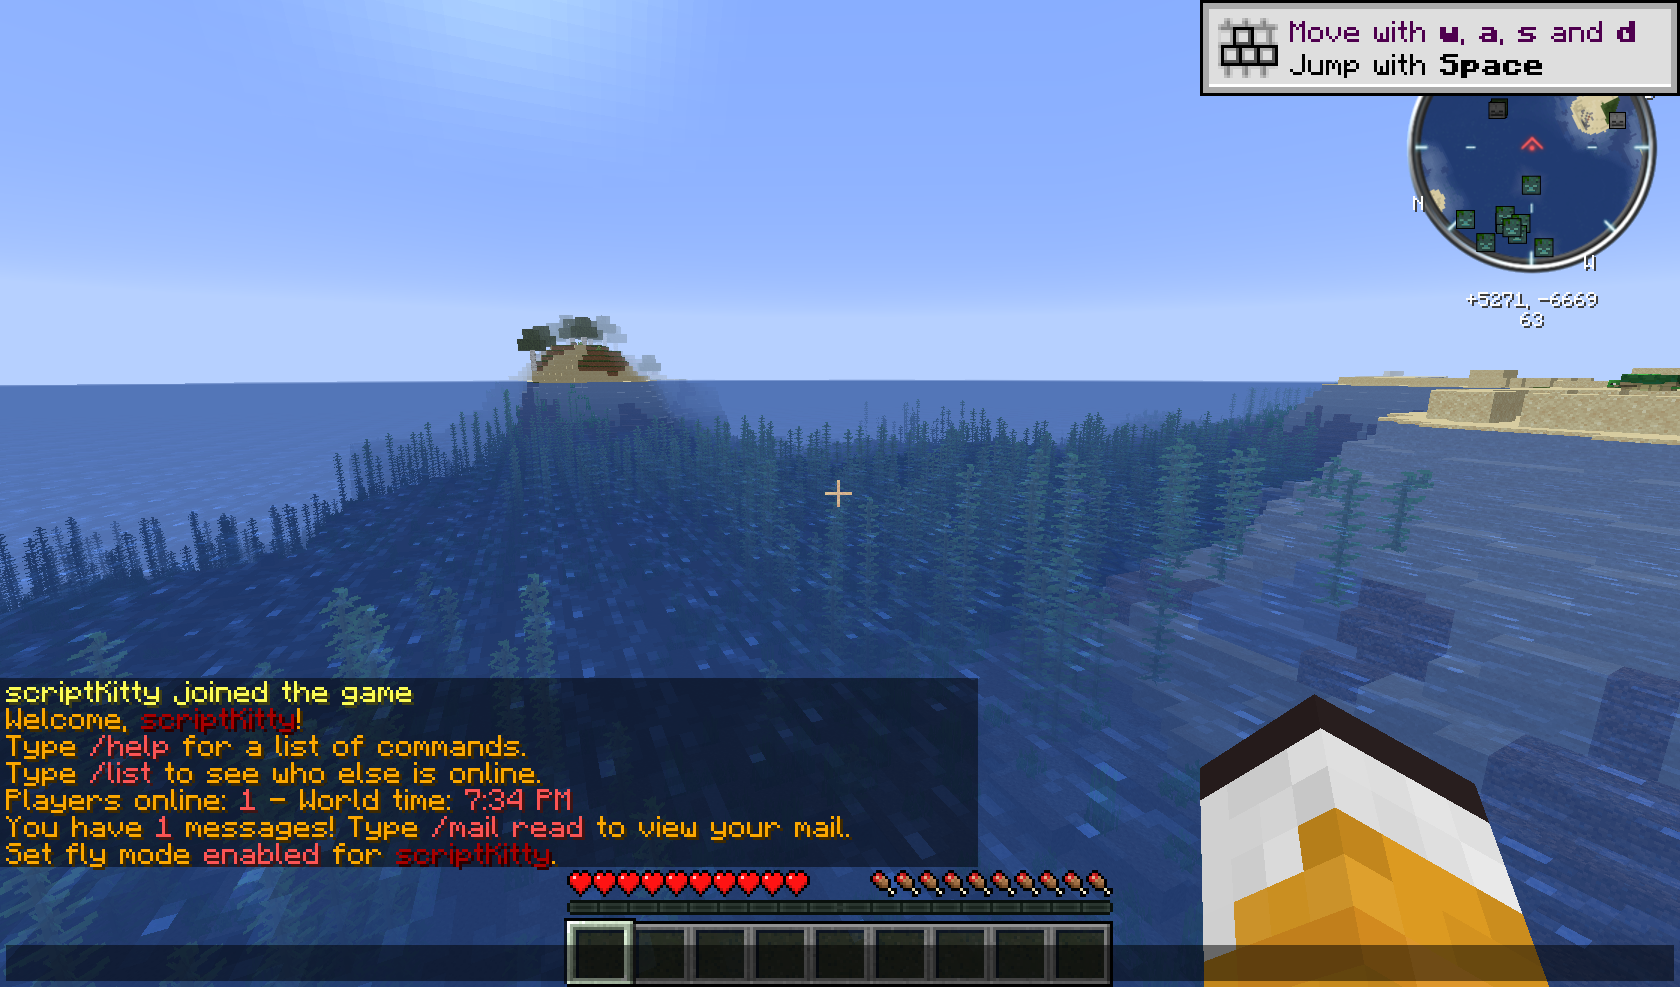 Move with w, a, s and d
Jump with Space
N
W
+5271, -6669
63
scriptKitty joined the game
Welcome, scriptKitty!
Type /help for a list of commands.
Type /list to see who else is online.
Players online: 1 - World time: 7:34 PM
You have 1 messages! Type /mail read to view your mail.
Set fly mode enabled for scriptKitty.